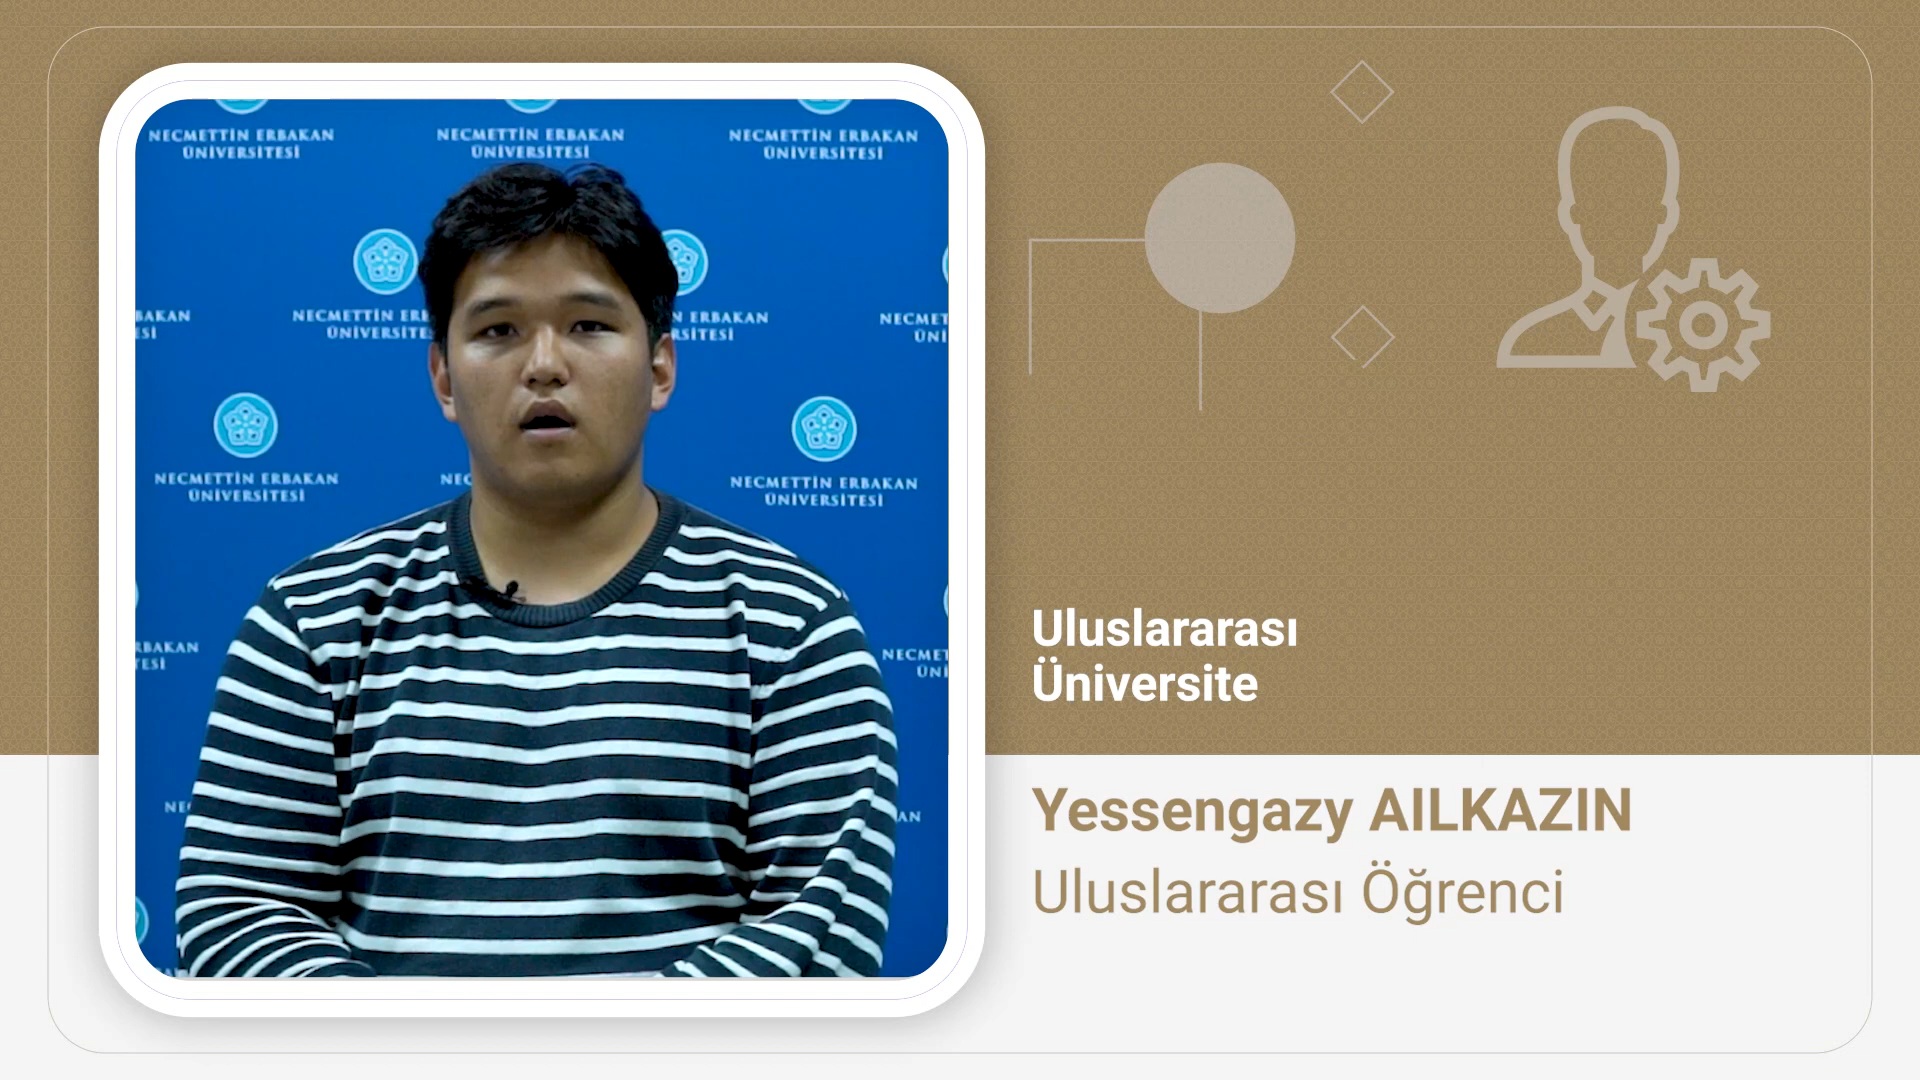 NECMETTİN ERBAKAN
ÜNİVERSİTESİ
NECMETTİN ERBAKAN
ÜNİVERSİTESİ
NECMETTİN ERBAKAN
ÜNİVERSİTESİ
NECMETTİN ERBAKAN
ÜNİVERSİTESİ
NECMETTİN ERBAKAN
ÜNİVERSİTESİ
Uluslararası
Üniversite
Yessengazy AILKAZIN
Uluslararası Öğrenci